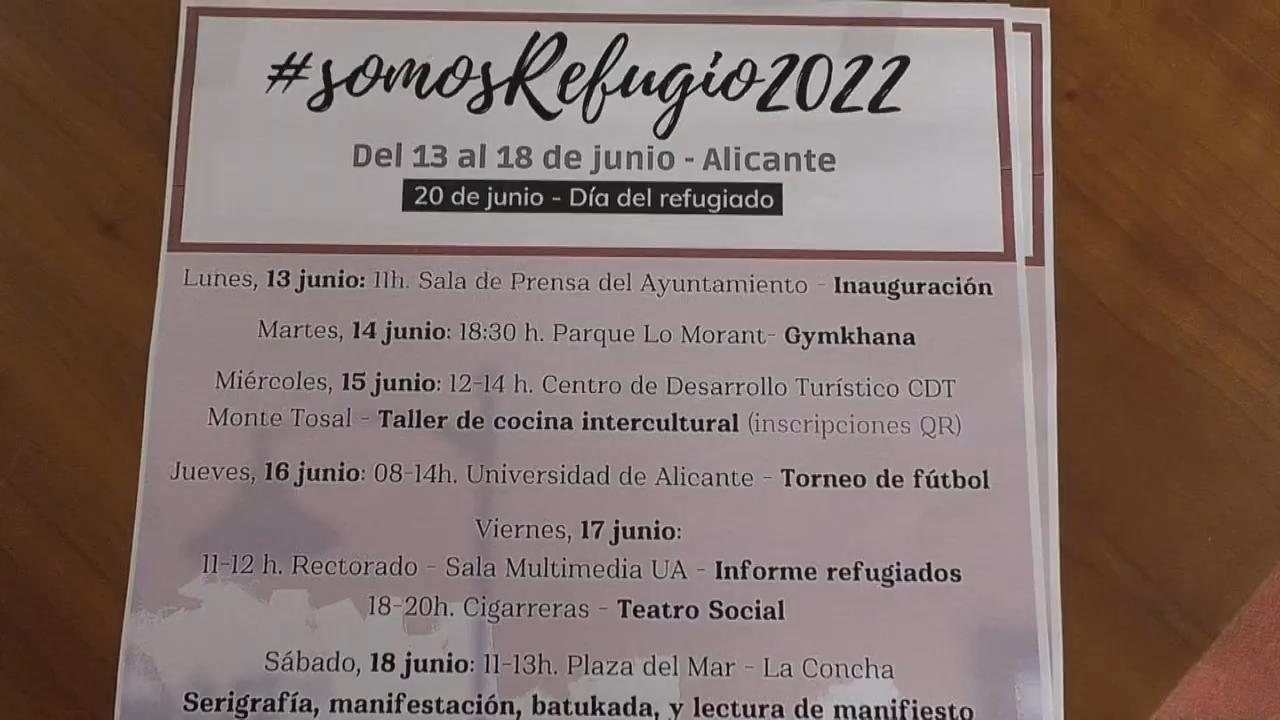 #somosRefugio2022
Del 13 al 18 de junio - Alicante
20 de junio - Día del refugiado
Lunes, 13 junio: 11h. Sala de Prensa del Ayuntamiento - Inauguración
Martes, 14 junio: 18:30 h. Parque Lo Morant- Gymkhana
Miércoles, 15 junio: 12-14 h. Centro de Desarrollo Turístico CDT
Monte Tosal - Taller de cocina intercultural (inscripciones QR)
Jueves, 16 junio: 08-14h. Universidad de Alicante - Torneo de fútbol
Viernes, 17 junio:
11-12 h. Rectorado - Sala Multimedia UA - Informe refugiados
18-20h. Cigarreras - Teatro Social
Sábado, 18 junio: 11-13h. Plaza del Mar - La Concha
Serigrafía, manifestación, batukada, y lectura de manifiesto